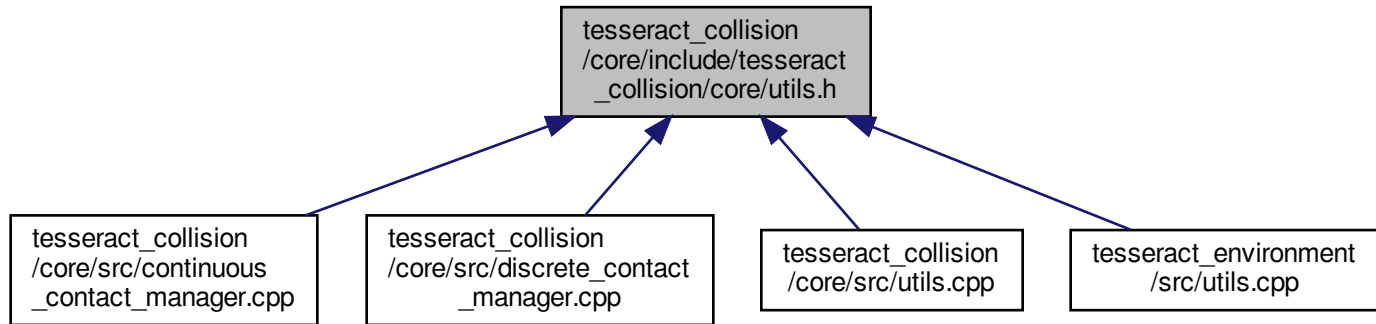 tesseract_collision
/core/include/tesseract
_collision/core/utils.h
tesseract_collision
/core/src/continuous
_contact_manager.cpp
tesseract_collision
/core/src/discrete_contact
_manager.cpp
tesseract_collision
/core/src/utils.cpp
tesseract_environment
/src/utils.cpp